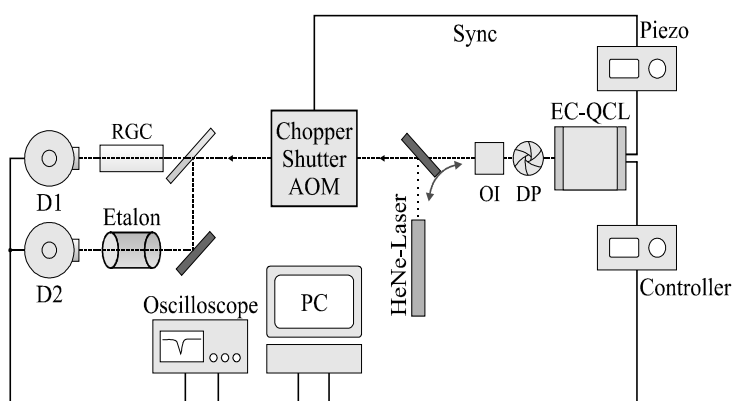 Sync
Piezo
EC-QCL
RGC
Chopper
Shutter
AOM
D1
OI
DP
Etalon
HeNe-Laser
D2
Controller
Oscilloscope
PC